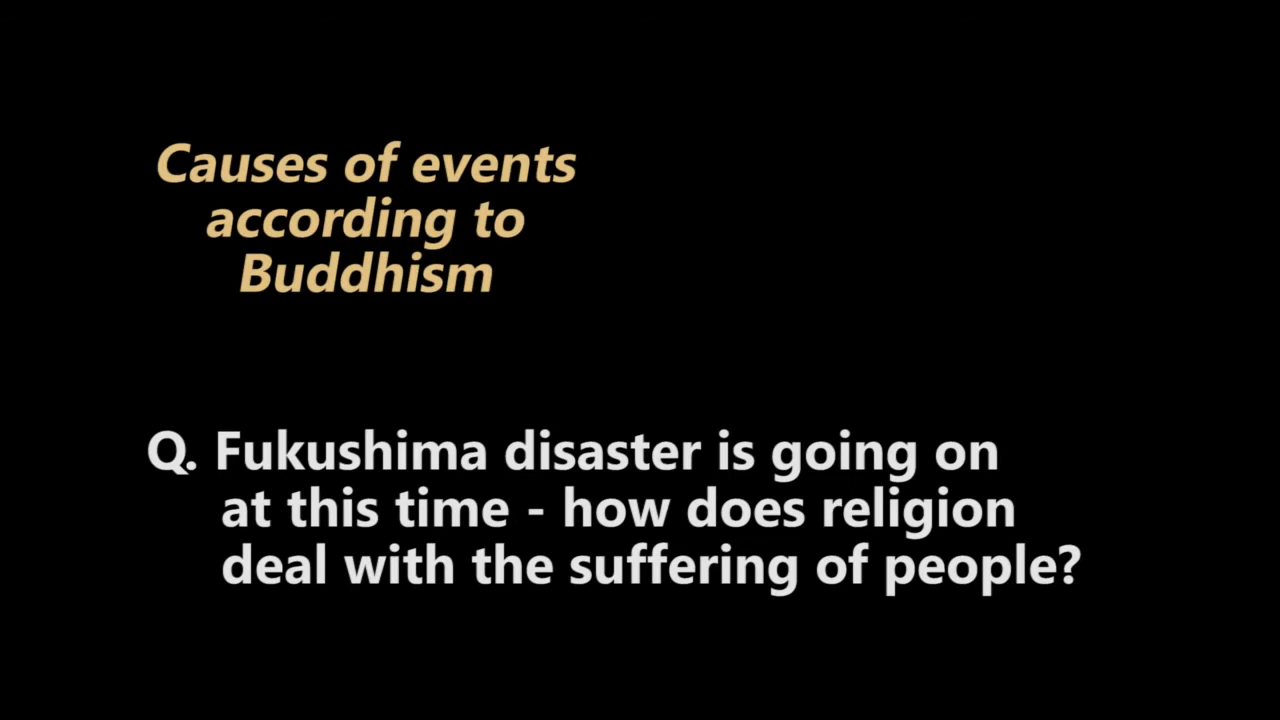 Causes of events
according to
Buddhism
Q. Fukushima disaster is going on
at this time - how does religion
deal with the suffering of people?